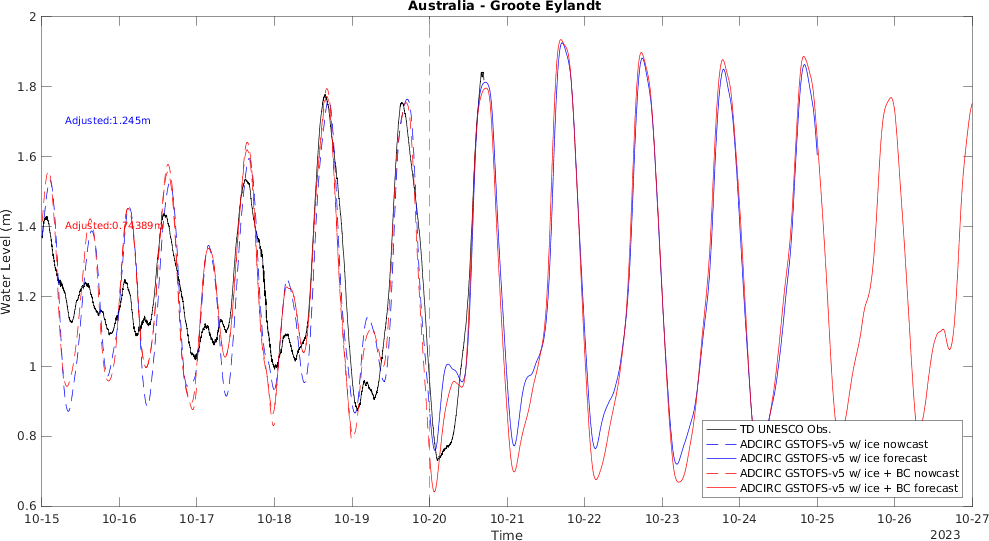 Australia - Groote Eylandt
Water Level (m)
2
1.8
1.6
1.4
1.2
1
0.8
0.6
Adjusted:1.245m
Adjusted:0.74389m
TD UNESCO Obs.
ADCIRC GSTOFS-v5 w/ ice nowcast
ADCIRC GSTOFS-v5 w/ ice forecast
ADCIRC GSTOFS-v5 w/ ice + BC nowcast
ADCIRC GSTOFS-v5 w/ ice + BC forecast
10-15 10-16 10-17 10-18 10-19 10-20 10-21 10-22 10-23 10-24 10-25 10-26 10-27
Time
2023